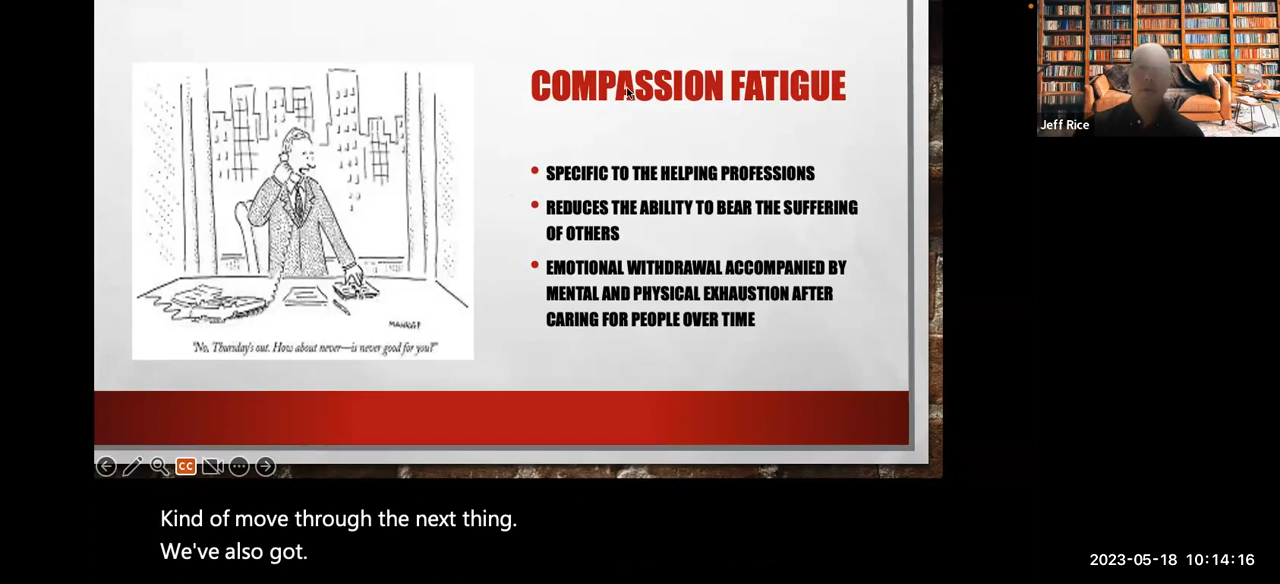 COMPASSION FATIGUE
SPECIFIC TO THE HELPING PROFESSIONS
REDUCES THE ABILITY TO BEAR THE SUFFERING
OF OTHERS
EMOTIONAL WITHDRAWAL ACCOMPANIED BY
MENTAL AND PHYSICAL EXHAUSTION AFTER
CARING FOR PEOPLE OVER TIME
MANKOFF
"No, Thursday's out. How about never—is never good for you?"
Jeff Rice
CC
Kind of move through the next thing.
We've also got.
2023-05-18 10:14:16